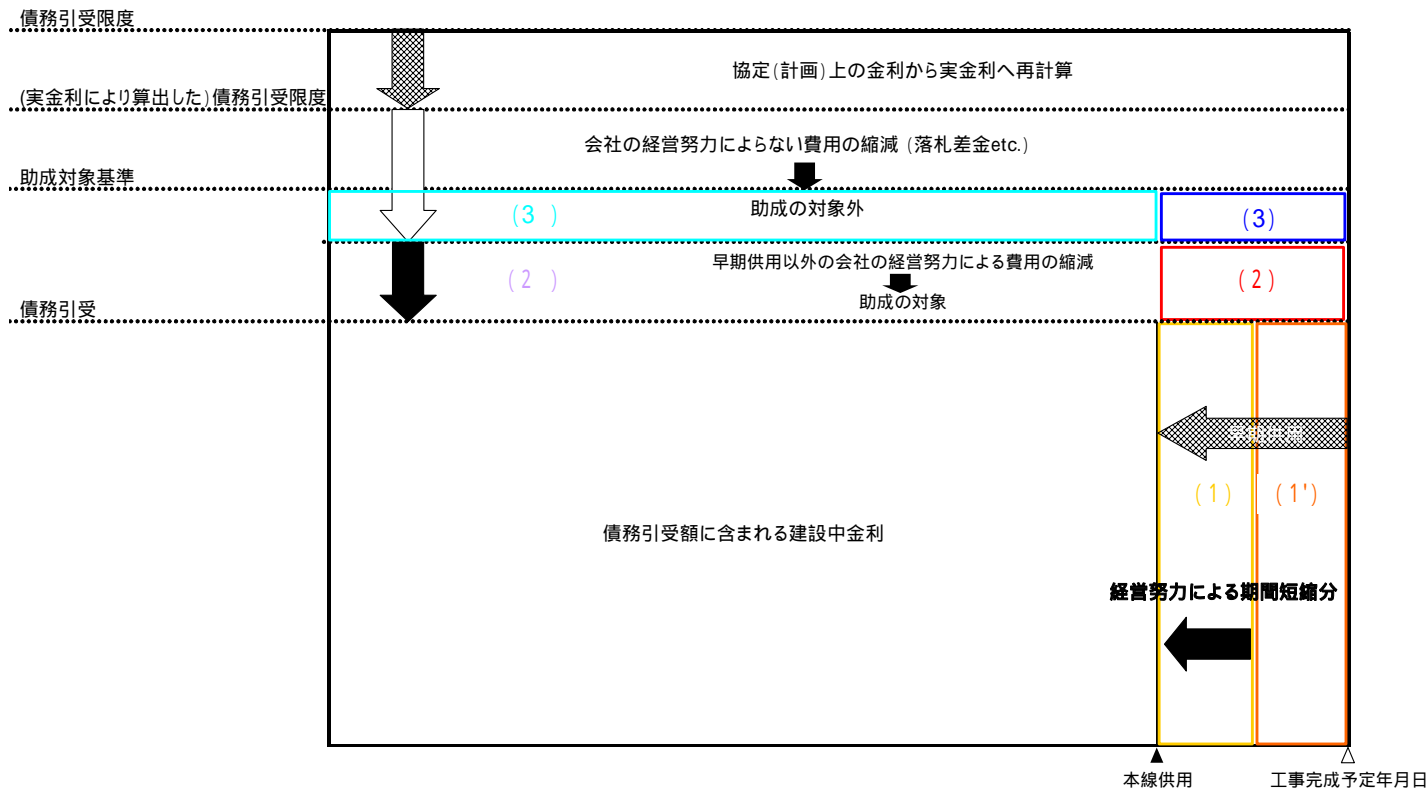 債務引受限度
協定(計画)上の金利から実金利へ再計算
(実金利により算出した)債務引受限度
会社の経営努力によらない費用の縮減 (落札差金etc.)
助成対象基準
(3 )
助成の対象外
(3)
早期供用以外の会社の経営努力による費用の縮減
(2 )
(2)
助成の対象
債務引受
早期供用
(1)
(1')
債務引受額に含まれる建設中金利
経営努力による期間短縮分
本線供用
工事完成予定年月日